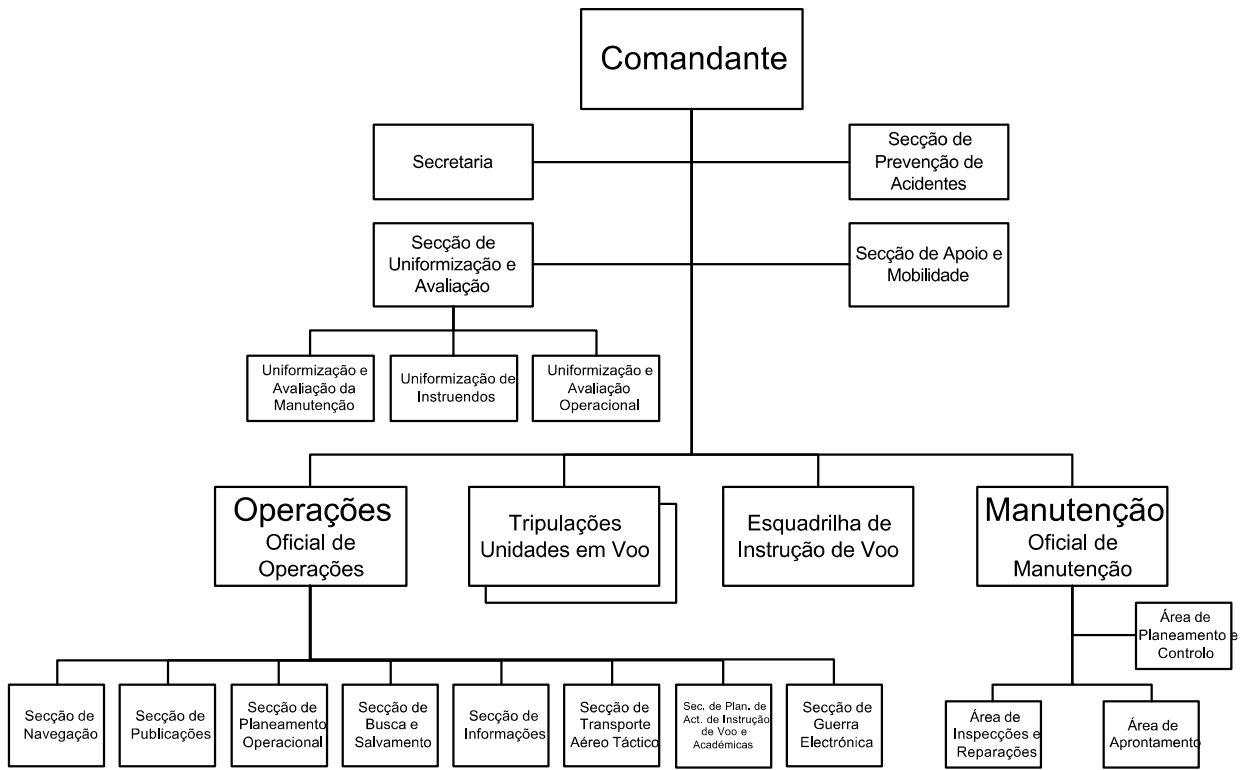 Comandante
Secretaria
Secção de
Prevenção de
Acidentes
Secção de
Uniformização e
Avaliação
Secção de Apoio e
Mobilidade
Uniformização e
Avaliação da
Manutenção
Uniformização de
Instruendos
Uniformização e
Avaliação
Operacional
Operações
Oficial de
Operações
Tripulações
Unidades em Voo
Esquadrilha de
Instrução de Voo
Manutenção
Oficial de
Manutenção
Área de
Planeamento e
Controlo
Secção de
Navegação
Secção de
Publicações
Secção de
Planeamento
Operacional
Secção de
Busca e
Salvamento
Secção de
Informações
Secção de
Transporte
Aéreo Táctico
Sec. de Plan. de
Act. de Instrução
de Voo e
Académicas
Secção de
Guerra
Electrónica
Área de
Inspecções e
Reparações
Área de
Aprontamento